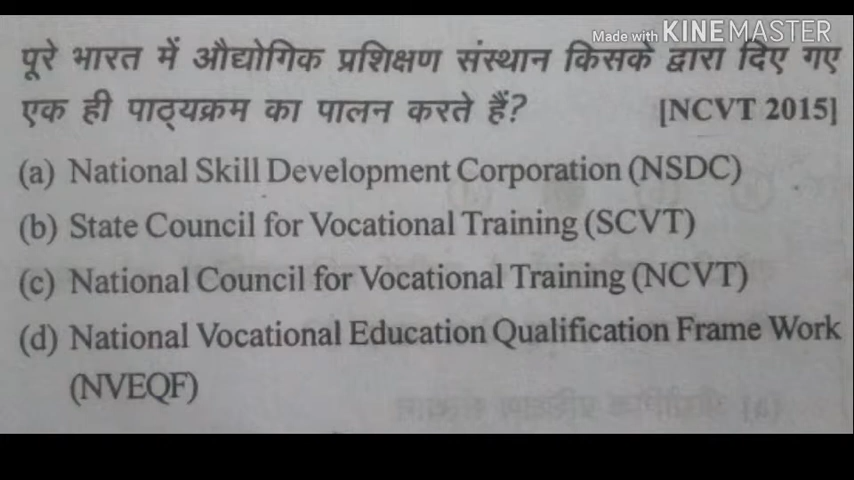 Made with KINEMASTER
पूरे भारत में औद्योगिक प्रशिक्षण संस्थान किसके द्वारा दिए गए
एक ही पाठ्यक्रम का पालन करते हैं? [NCVT 2015]
(a) National Skill Development Corporation (NSDC)
(b) State Council for Vocational Training (SCVT)
(c) National Council for Vocational Training (NCVT)
(d) National Vocational Education Qualification Frame Work
(NVEQF)